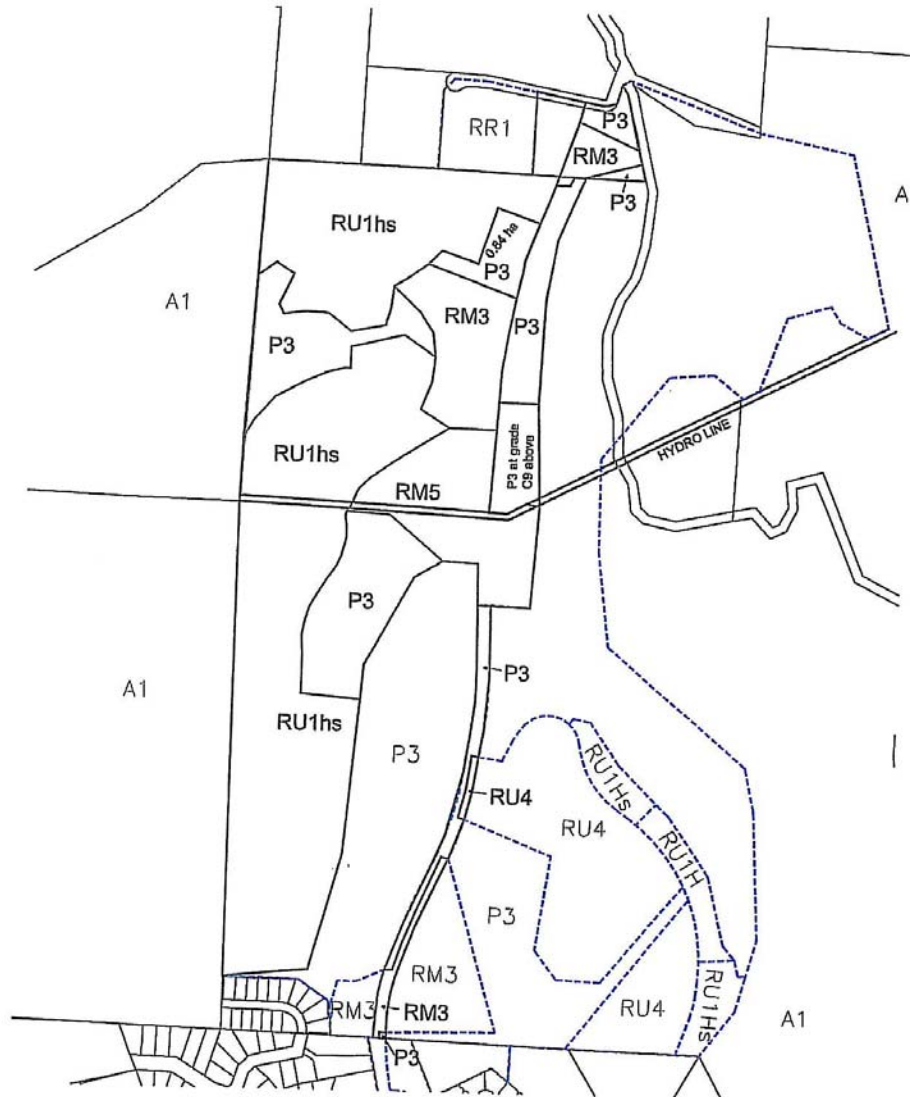 P3
RR1
RM3
P3
A
RU1hs
0.84 ha
P3
A1
RM3
P3
P3
RU1hs
HYDRO LINE
P3 at grade
C9 above
RM5
P3
P3
A1
RU1hs
P3
RU4
RU1Hs
RU4
RU1H
P3
RM3
RM3
RM3
RU4
RU1Hs
A1
P3